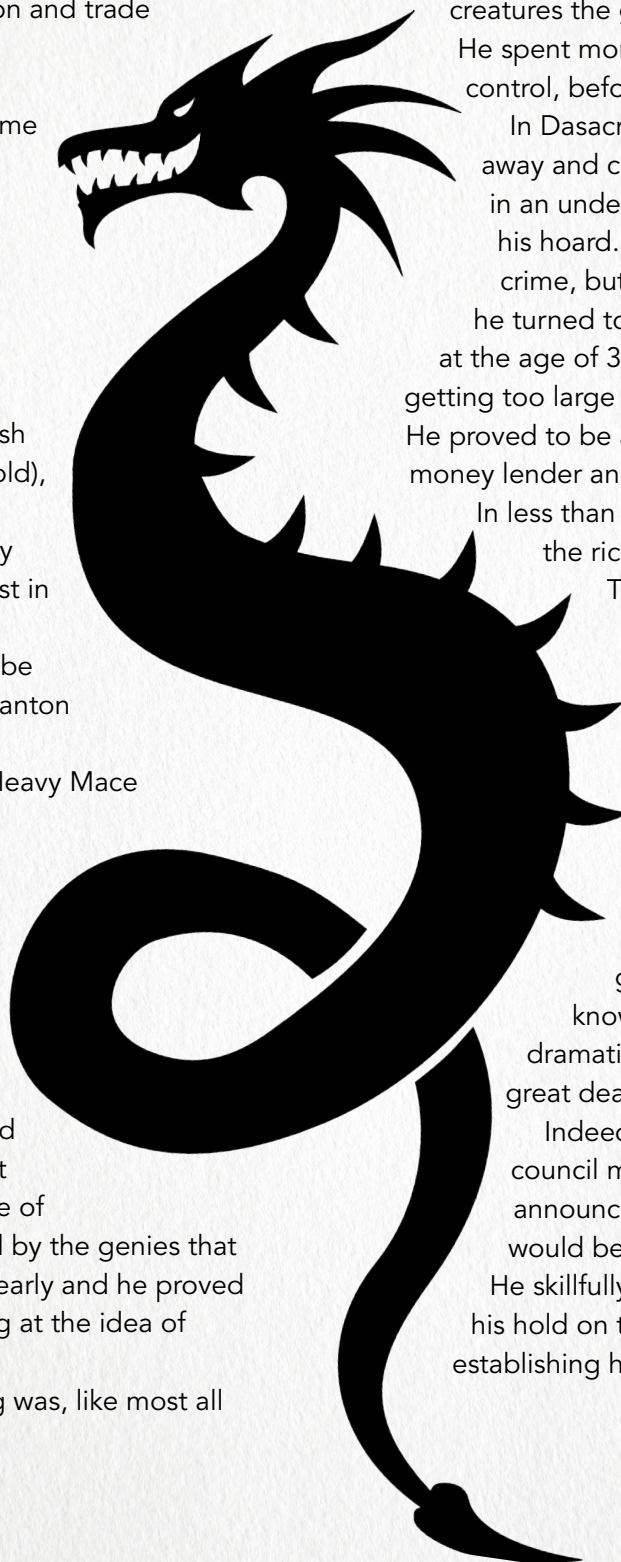 on and trade
me
sh
old),
y
st in
be
anton
Heavy Mace
d
t
e of
l by the genies that
early and he proved
g at the idea of
g was, like most all
creatures the
He spent mor
control, befo
In Dasacr
away and c
in an unde
his hoard.
crime, but
he turned to
at the age of 3
getting too large
He proved to be
money lender an
In less than
the ric
T
g
know
dramati
great dea
Indeed
council m
announc
would be
He skillfully
his hold on t
establishing h